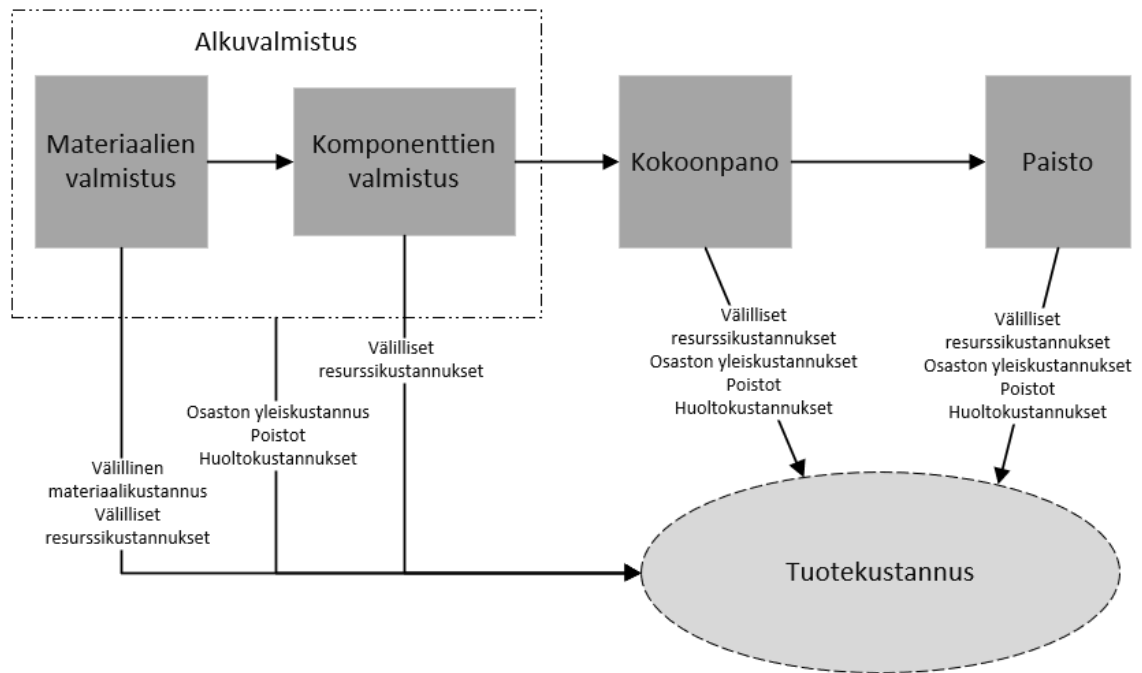 Alkuvalmistus
Materiaalien
valmistus
Komponenttien
valmistus
Kokoonpano
Paisto
Välilliset
resurssikustannukset
Osaston yleiskustannus
Poistot
Huoltokustannukset
Välillinen
materiaalikustannus
Välilliset
resurssikustannukset
Välilliset
resurssikustannukset
Osaston yleiskustannukset
Poistot
Huoltokustannukset
Välilliset
resurssikustannukset
Osaston yleiskustannukset
Poistot
Huoltokustannukset
Tuotekustannus